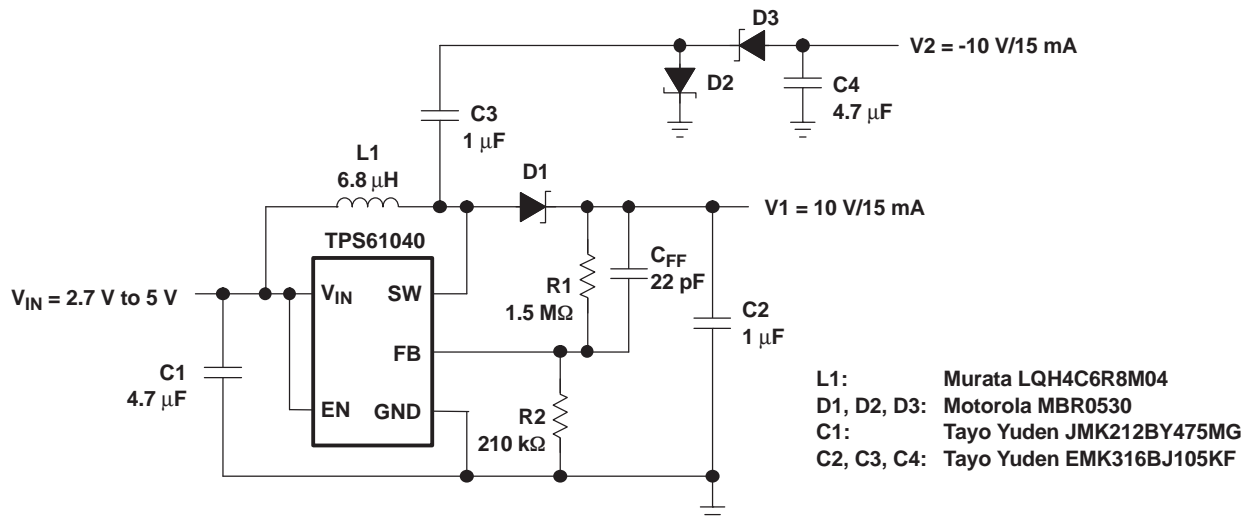 D3
V2 = -10 V/15 mA
D2
C4
4.7 μF
C3
1 μF
L1
6.8 μH
D1
V1 = 10 V/15 mA
TPS61040
VIN = 2.7 V to 5 V
VIN
SW
R1
1.5 MΩ
CFF
22 pF
C2
1 μF
FB
C1
4.7 μF
EN
GND
R2
210 kΩ
L1: Murata LQH4C6R8M04
D1, D2, D3: Motorola MBR0530
C1: Tayo Yuden JMK212BY475MG
C2, C3, C4: Tayo Yuden EMK316BJ105KF